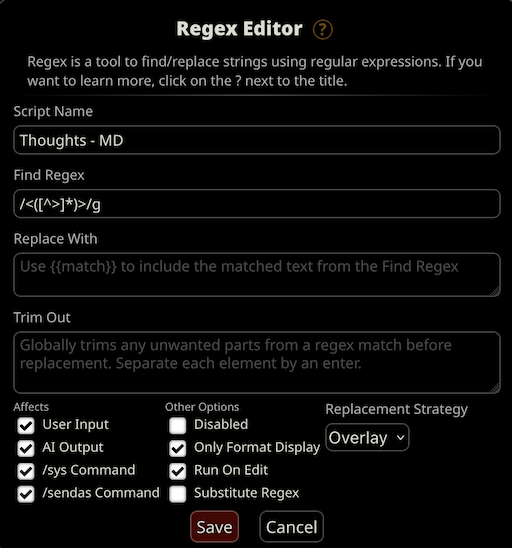 Regex Editor ?
Regex is a tool to find/replace strings using regular expressions. If you
want to learn more, click on the ? next to the title.
Script Name
Thoughts - MD
Find Regex
/<([^>]*)>/g
Replace With
Use {{match}} to include the matched text from the Find Regex
Trim Out
Globally trims any unwanted parts from a regex match before
replacement. Separate each element by an enter.
Affects
User Input
AI Output
/sys Command
/sendas Command
Other Options
Disabled
Only Format Display
Run On Edit
Substitute Regex
Replacement Strategy
Overlay
Save
Cancel